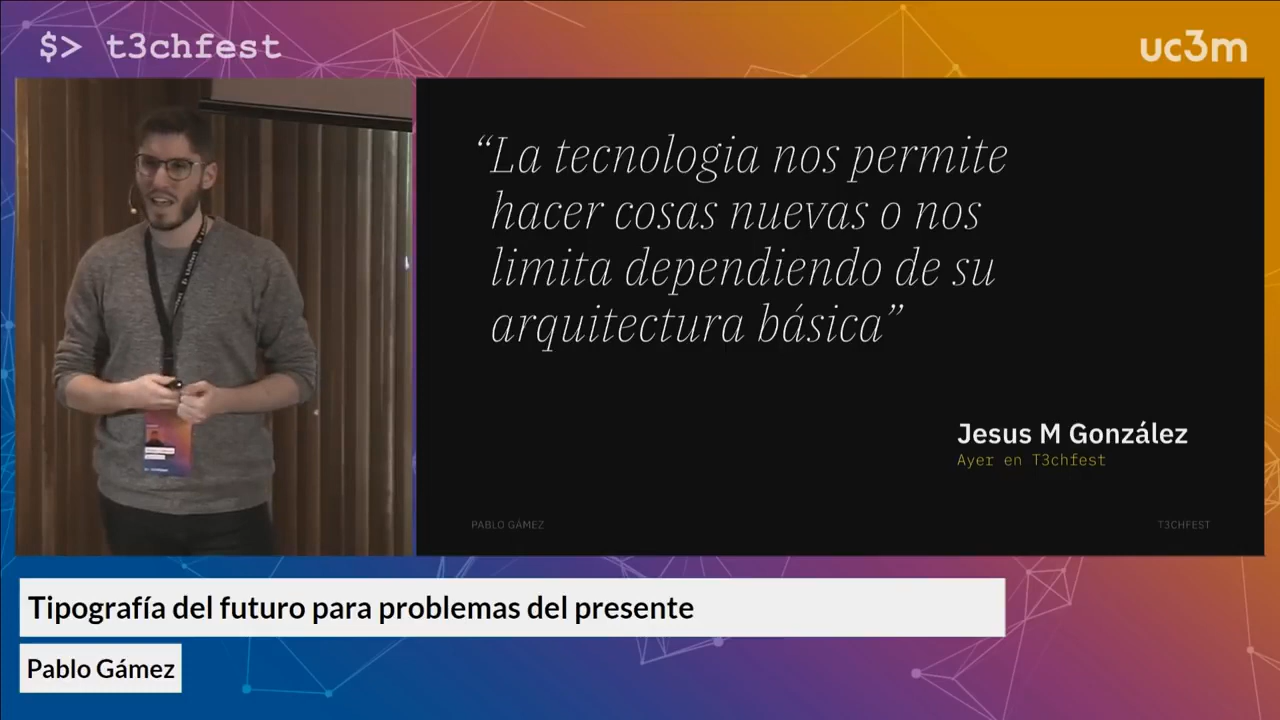 $> t3chfest
uc3m
“La tecnologia nos permite
hacer cosas nuevas o nos
limita dependiendo de su
arquitectura básica”
Jesus M González
Ayer en T3chfest
PABLO GÁMEZ
T3CHFEST
Tipografía del futuro para problemas del presente
Pablo Gámez